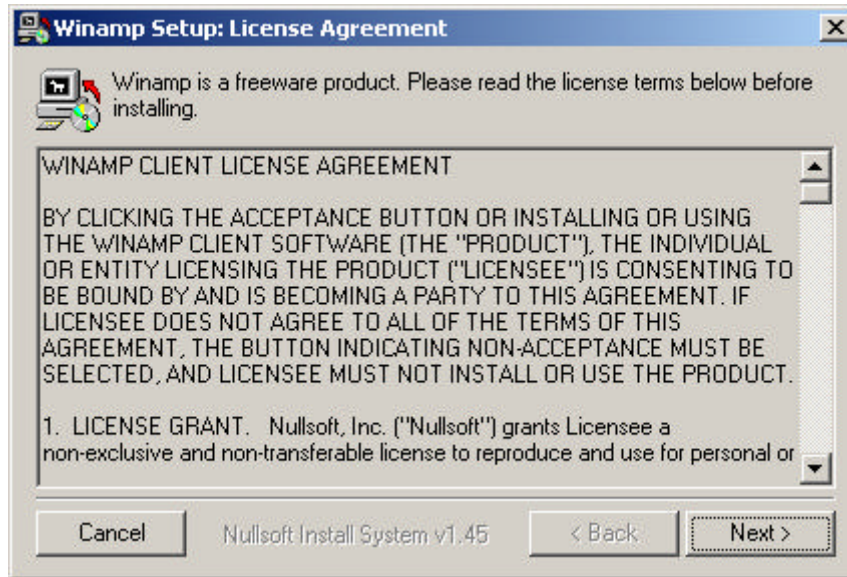 Winamp Setup: License Agreement
Winamp is a freeware product. Please read the license terms below before
installing.
WINAMP CLIENT LICENSE AGREEMENT
BY CLICKING THE ACCEPTANCE BUTTON OR INSTALLING OR USING
THE WINAMP CLIENT SOFTWARE (THE "PRODUCT"), THE INDIVIDUAL
OR ENTITY LICENSING THE PRODUCT ("LICENSEE") IS CONSENTING TO
BE BOUND BY AND IS BECOMING A PARTY TO THIS AGREEMENT. IF
LICENSEE DOES NOT AGREE TO ALL OF THE TERMS OF THIS
AGREEMENT, THE BUTTON INDICATING NON-ACCEPTANCE MUST BE
SELECTED, AND LICENSEE MUST NOT INSTALL OR USE THE PRODUCT.
1. LICENSE GRANT. Nullsoft, Inc. ("Nullsoft") grants Licensee a
non-exclusive and non-transferable license to reproduce and use for personal or
Cancel Nullsoft Install System v1.45 < Back Next >